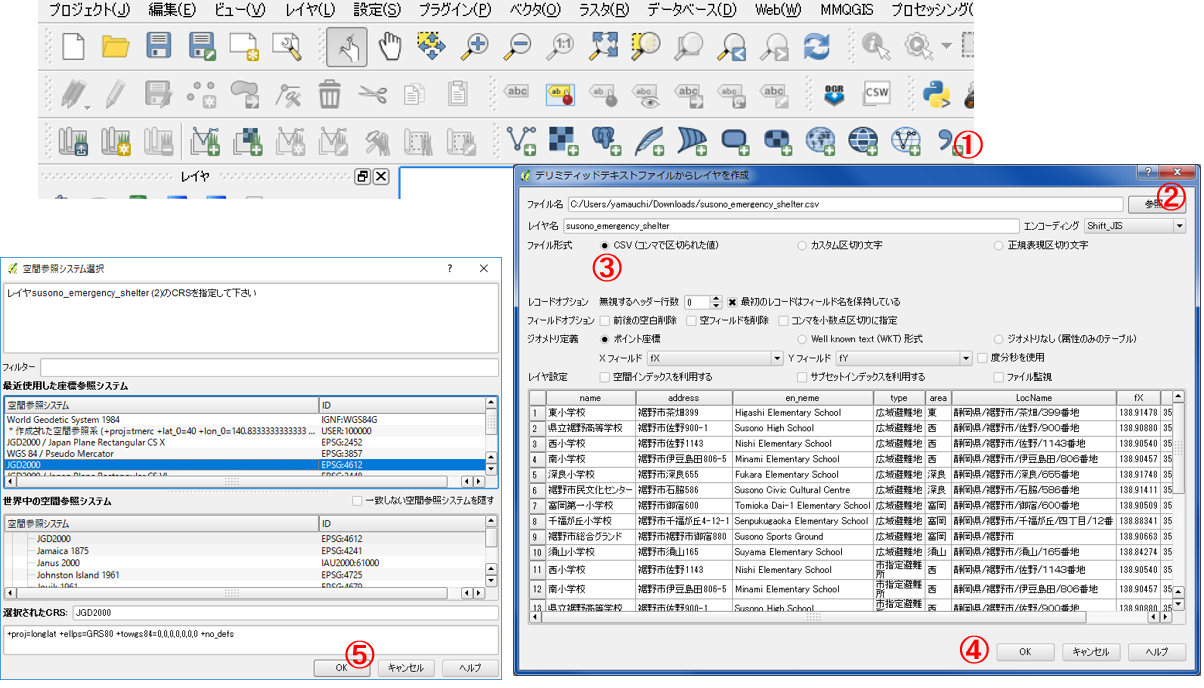 プロジェクト(J) 編集(E) ビュー(V) レイヤ(L) 設定(S) プラグイン(P) ベクタ(O) ラスタ(R) データベース(D) Web(W) MMQGIS プロセッシング(
1:1
abc ab abc abc abc abc abc OGR CSW
①
レイヤ
デリミティッドテキストファイルからレイヤを作成
ファイル名 C:/Users/yamauchi/Downloads/susono_emergency_shelter.csv ②
レイヤ名 susono_emergency_shelter エンコーディング Shift_JIS
ファイル形式 CSV (コンマで区切られた値) カスタム区切り文字 正規表現区切り文字
③
レコードオプション 無視するヘッダー行数 0 最初のレコードはフィールド名を保持している
フィールドオプション 前後の空白削除 空フィールドを削除 コンマを小数点区切りに指定
ジオメトリ定義 ポイント座標 Well known text (WKT) 形式 ジオメトリなし (属性のみのテーブル)
X フィールド fX Y フィールド fY 度分秒を使用
レイヤ設定 空間インデックスを利用する サブセットインデックスを利用する ファイル監視
name address en_neme type area LocName fX
1 東小学校 裾野市茶畑399 Higashi Elementary School 広域避難地 東 静岡県/裾野市/茶畑/399番地 138.91478 35
2 県立裾野高等学校 裾野市佐野900-1 Susono High School 広域避難地 西 静岡県/裾野市/佐野/900番地 138.90880 35
3 西小学校 裾野市佐野1143 Nishi Elementary School 広域避難地 西 静岡県/裾野市/佐野/1143番地 138.90540 35
4 南小学校 裾野市伊豆島田806-5 Minami Elementary School 広域避難地 西 静岡県/裾野市/伊豆島田/806番地 138.90457 35
5 深良小学校 裾野市深良655 Fukara Elementary School 広域避難地 深良 静岡県/裾野市/深良/655番地 138.91748 35
6 裾野市民文化センター 裾野市石脇586 Susono Civic Cultural Centre 広域避難地 深良 静岡県/裾野市/石脇/586番地 138.91411 35
7 富岡第一小学校 裾野市御宿600 Tomioka Dai-1 Elementary School 広域避難地 富岡 静岡県/裾野市/御宿/600番地 138.90509 35
8 千福が丘小学校 裾野市千福が丘4-12-1 Senpukugaoka Elementary School 広域避難地 富岡 静岡県/裾野市/千福が丘/四丁目/12番 138.88341 35
9 裾野市総合グランド 裾野市裾野市御宿880 Susono Sports Ground 広域避難地 富岡 静岡県/裾野市 138.90663 35
10 須山小学校 裾野市須山165 Suyama Elementary School 広域避難地 須山 静岡県/裾野市/須山/165番地 138.84274 35
11 西小学校 裾野市佐野1143 Nishi Elementary School 市指定避難所 西 静岡県/裾野市/佐野/1143番地 138.90540 35
12 南小学校 裾野市伊豆島田806-5 Minami Elementary School 市指定避難所 西 静岡県/裾野市/伊豆島田/806番地 138.90457 35
13 県立裾野高等学校 裾野市佐野900-1 Susono High School 市指定避難所 西 静岡県/裾野市/佐野/900番地 138.90880 35
④ OK キャンセル ヘルプ
空間参照システム選択
レイヤsusono_emergency_shelter (2)のCRSを指定して下さい
フィルター
最近使用した座標参照システム
空間参照システム ID
World Geodetic System 1984 IGNF:WGS84G
* 作成された空間参照系 (+proj=tmerc +lat_0=40 +lon_0=140.8333333333333 ... USER:100000
JGD2000 / Japan Plane Rectangular CS X EPSG:2452
WGS 84 / Pseudo Mercator EPSG:3857
JGD2000 EPSG:4612
JGD2000 / Japan Plane Rectangular CS VI EPSG:2448
世界中の空間参照システム 一致しない空間参照システムを隠す
空間参照システム ID
JGD2000 EPSG:4612
Jamaica 1875 EPSG:4241
Janus 2000 IAU2000:61000
Johnston Island 1961 EPSG:4725
Jouik 1961 EPSG:4679
選択されたCRS: JGD2000
+proj=longlat +ellps=GRS80 +towgs84=0,0,0,0,0,0,0 +no_defs
OK ⑤ キャンセル ヘルプ